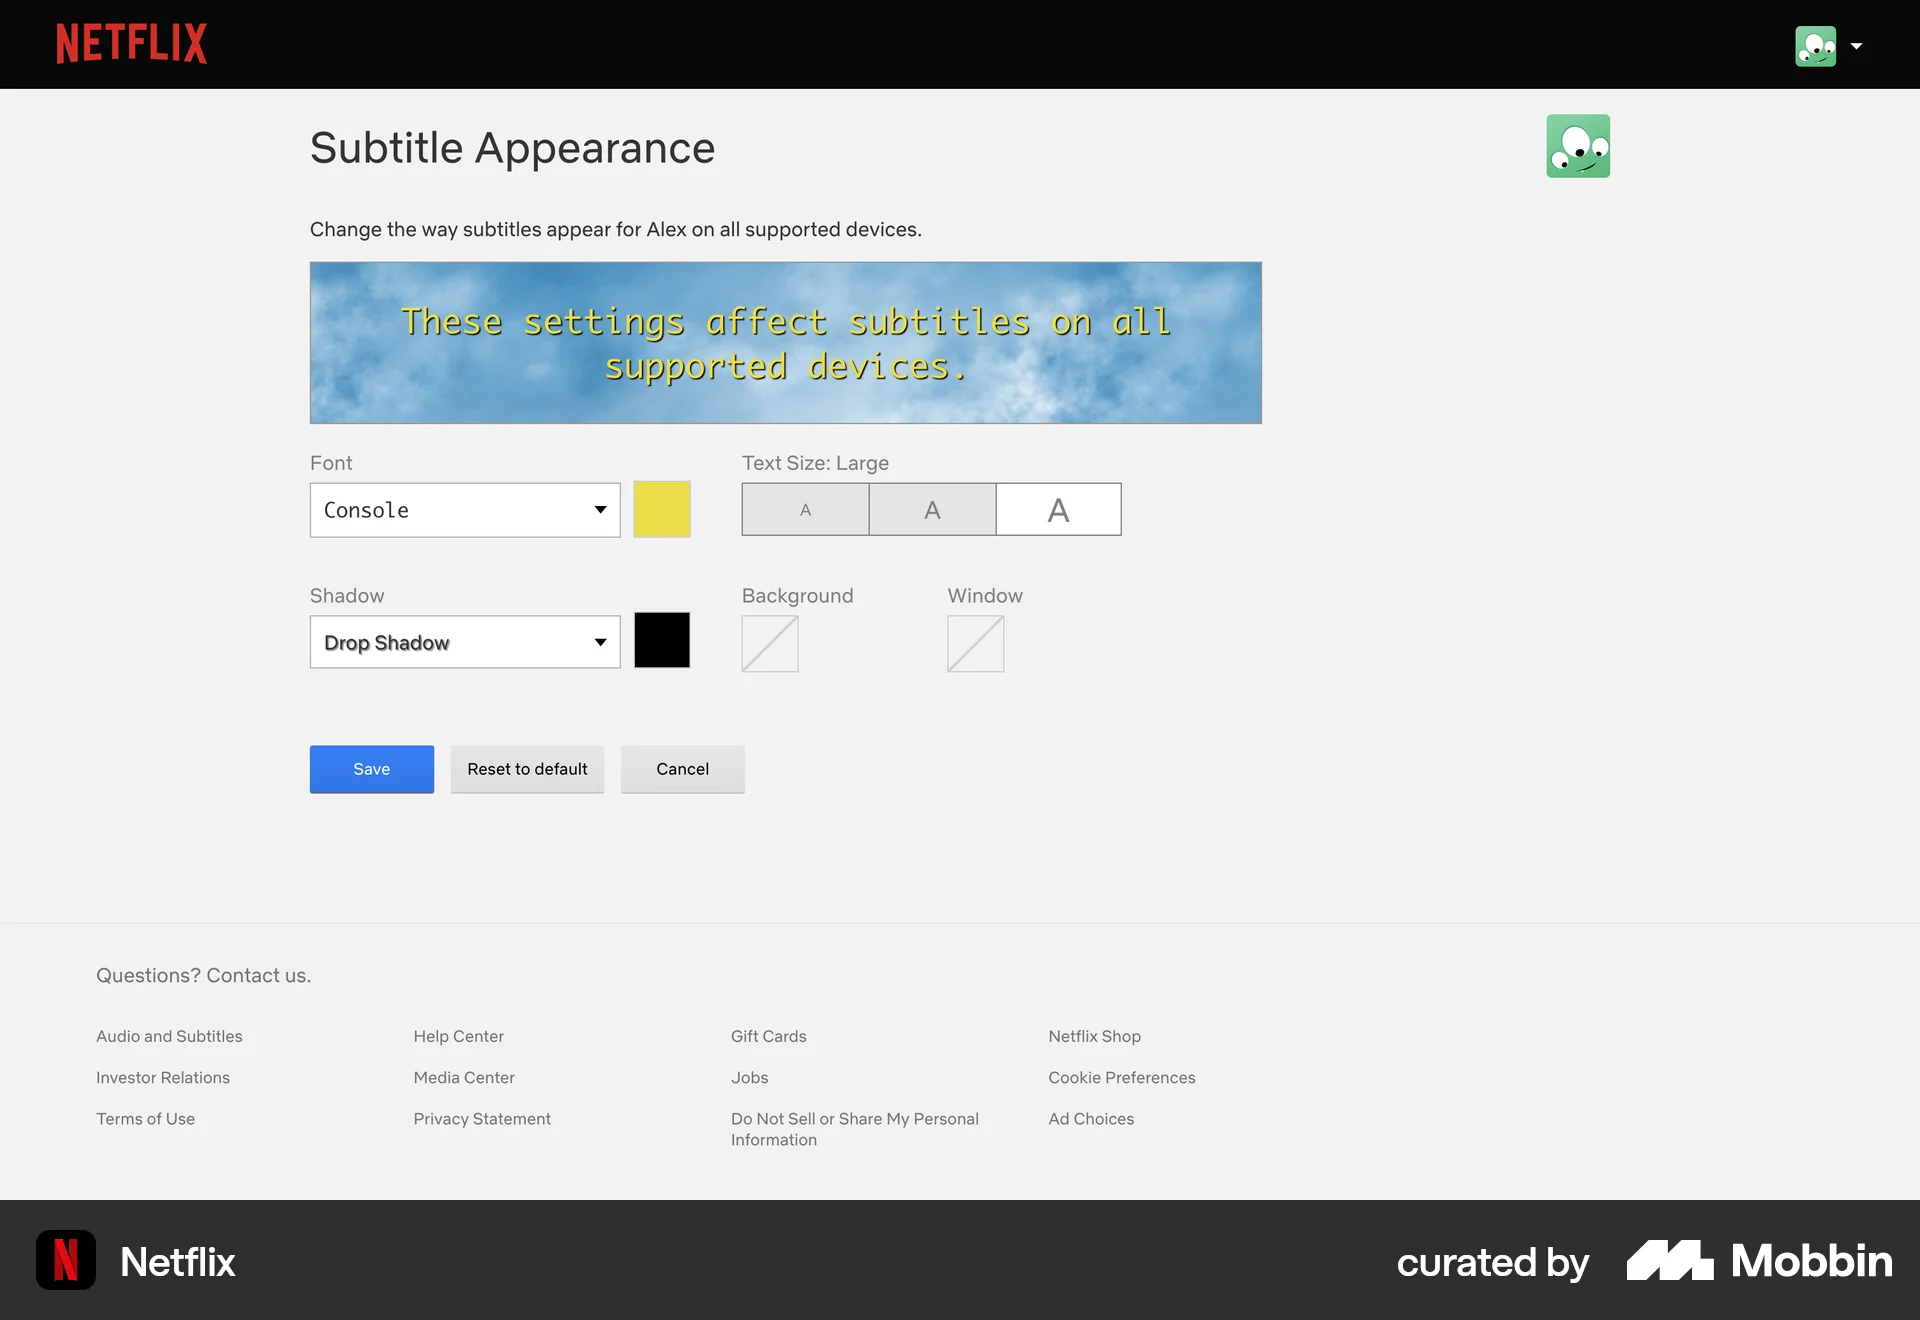 NETFLIX
Subtitle Appearance
Change the way subtitles appear for Alex on all supported devices.
These settings affect subtitles on all
supported devices.
Font
Text Size: Large
Console
A
A
A
Shadow
Background
Window
Drop Shadow
Save
Reset to default
Cancel
Questions? Contact us.
Audio and Subtitles
Help Center
Gift Cards
Netflix Shop
Investor Relations
Media Center
Jobs
Cookie Preferences
Terms of Use
Privacy Statement
Do Not Sell or Share My Personal
Information
Ad Choices
N
Netflix
curated by
Mobbin